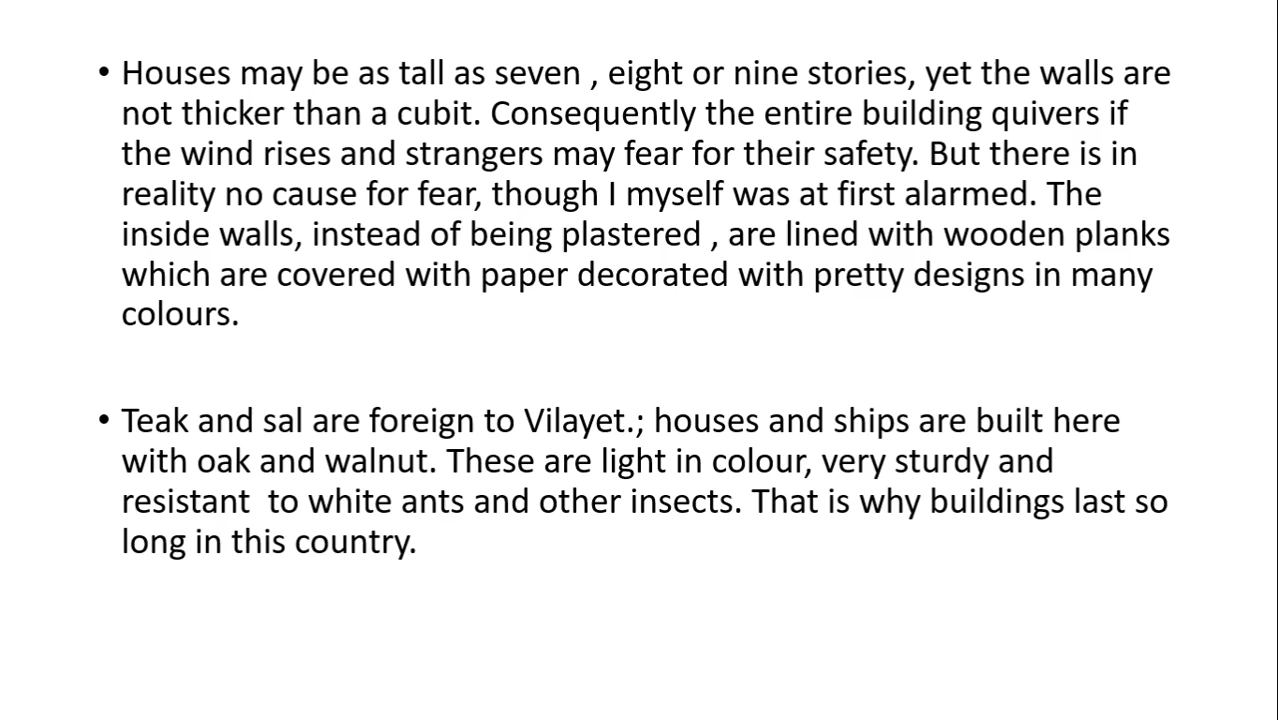 • Houses may be as tall as seven , eight or nine stories, yet the walls are
not thicker than a cubit. Consequently the entire building quivers if
the wind rises and strangers may fear for their safety. But there is in
reality no cause for fear, though I myself was at first alarmed. The
inside walls, instead of being plastered , are lined with wooden planks
which are covered with paper decorated with pretty designs in many
colours.
• Teak and sal are foreign to Vilayet.; houses and ships are built here
with oak and walnut. These are light in colour, very sturdy and
resistant  to white ants and other insects. That is why buildings last so
long in this country.